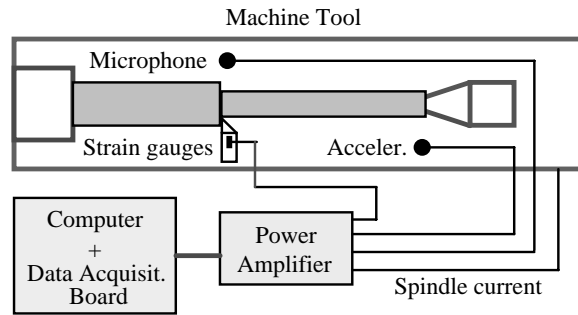 Machine Tool
Microphone
Strain gauges
Acceler.
Computer
+
Data Acquisit.
Board
Power
Amplifier
Spindle current